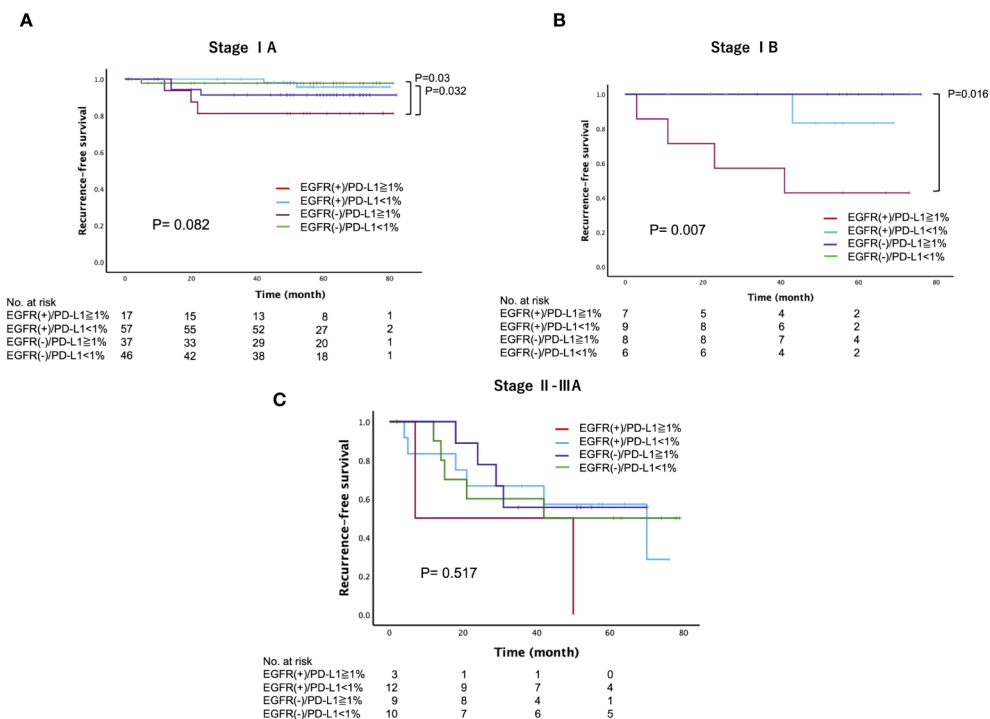 A
Stage ⅠA
P=0.03
P=0.032
Recurrence-free survival
1.0
0.8
0.6
0.4
0.2
0.0
EGFR(+)/PD-L1≧1%
EGFR(+)/PD-L1<1%
EGFR(-)/PD-L1≧1%
EGFR(-)/PD-L1<1%
P= 0.082
0 20 40 60 80
Time (month)
No. at risk
EGFR(+)/PD-L1≧1% 17 15 13 8 1
EGFR(+)/PD-L1<1% 57 55 52 27 2
EGFR(-)/PD-L1≧1% 37 33 29 20 1
EGFR(-)/PD-L1<1% 46 42 38 18 1
B
Stage ⅠB
P=0.016
Recurrence-free survival
1.0
0.8
0.6
0.4
0.2
0.0
EGFR(+)/PD-L1≧1%
EGFR(+)/PD-L1<1%
EGFR(-)/PD-L1≧1%
EGFR(-)/PD-L1<1%
P= 0.007
0 20 40 60 80
Time (month)
No. at risk
EGFR(+)/PD-L1≧1% 7 5 4 2
EGFR(+)/PD-L1<1% 9 8 6 2
EGFR(-)/PD-L1≧1% 8 8 7 4
EGFR(-)/PD-L1<1% 6 6 4 2
C
Stage Ⅱ-ⅢA
Recurrence-free survival
1.0
0.8
0.6
0.4
0.2
0.0
EGFR(+)/PD-L1≧1%
EGFR(+)/PD-L1<1%
EGFR(-)/PD-L1≧1%
EGFR(-)/PD-L1<1%
P= 0.517
0 20 40 60 80
Time (month)
No. at risk
EGFR(+)/PD-L1≧1% 3 1 1 0
EGFR(+)/PD-L1<1% 12 9 7 4
EGFR(-)/PD-L1≧1% 9 8 4 1
EGFR(-)/PD-L1<1% 10 7 6 5